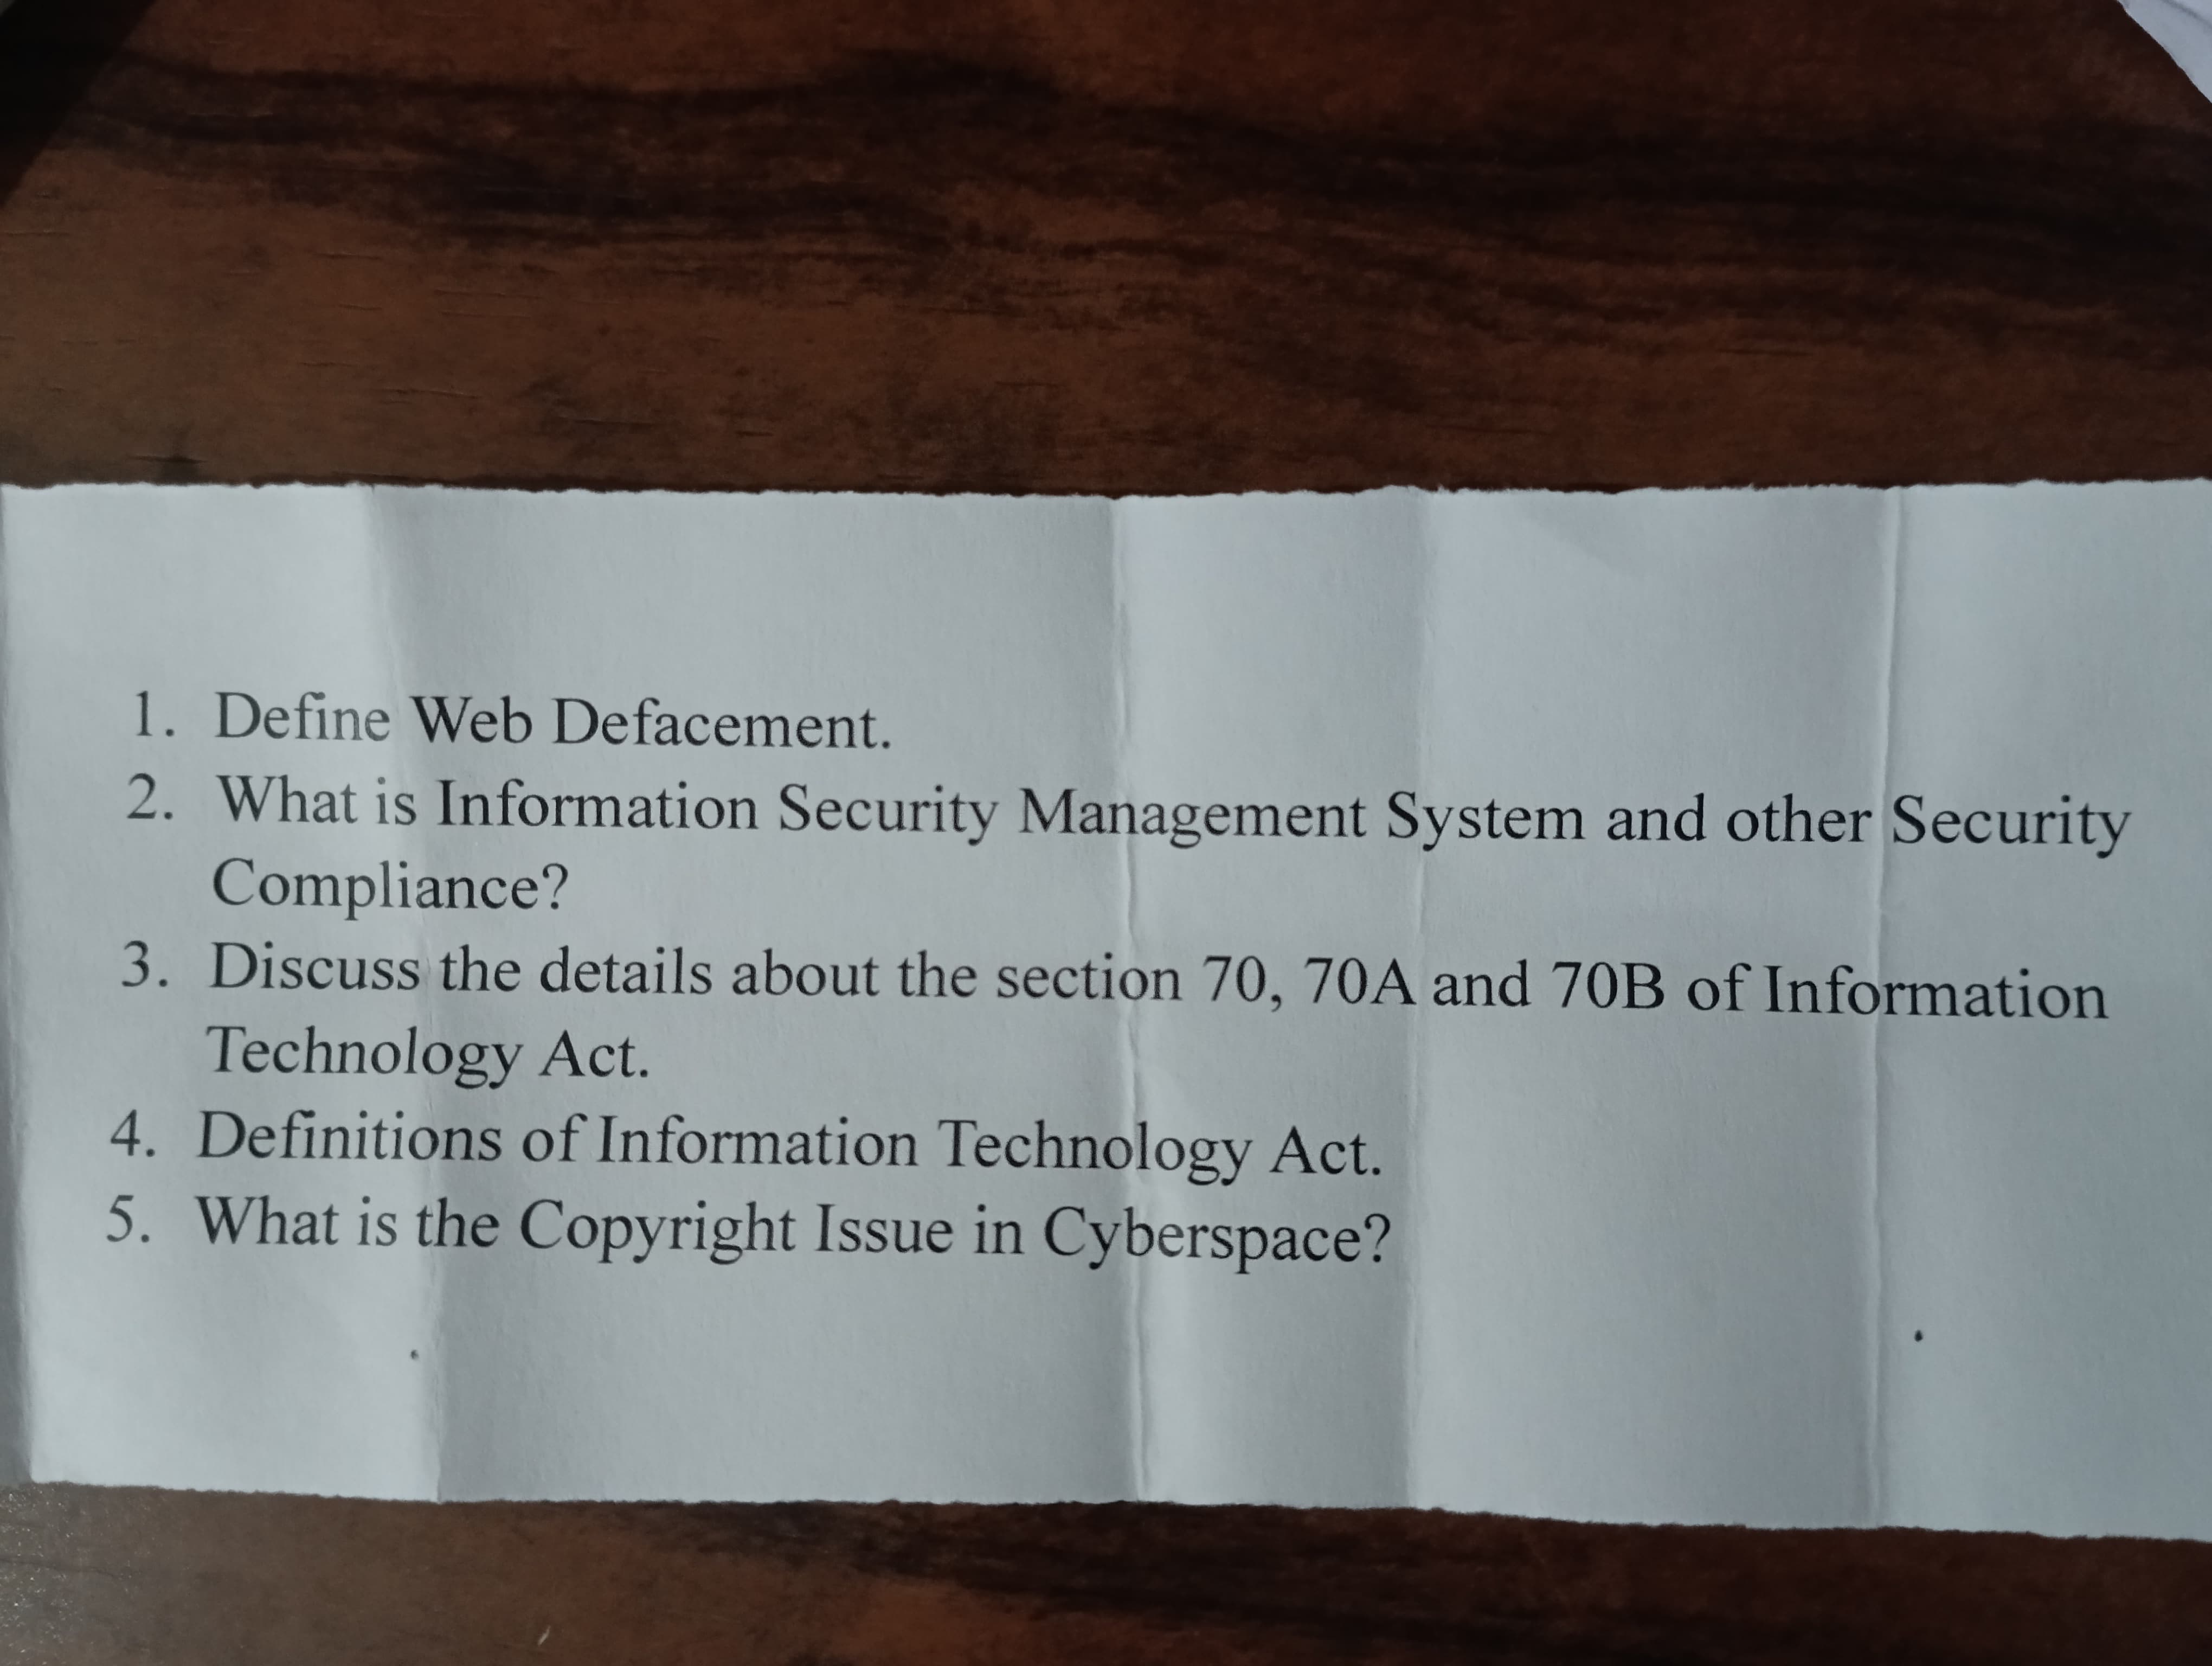 1. Define Web Defacement.
2. What is Information Security Management System and other Security
Compliance?
3. Discuss the details about the section 70, 70A and 70B of Information
Technology Act.
4. Definitions of Information Technology Act.
5. What is the Copyright Issue in Cyberspace?